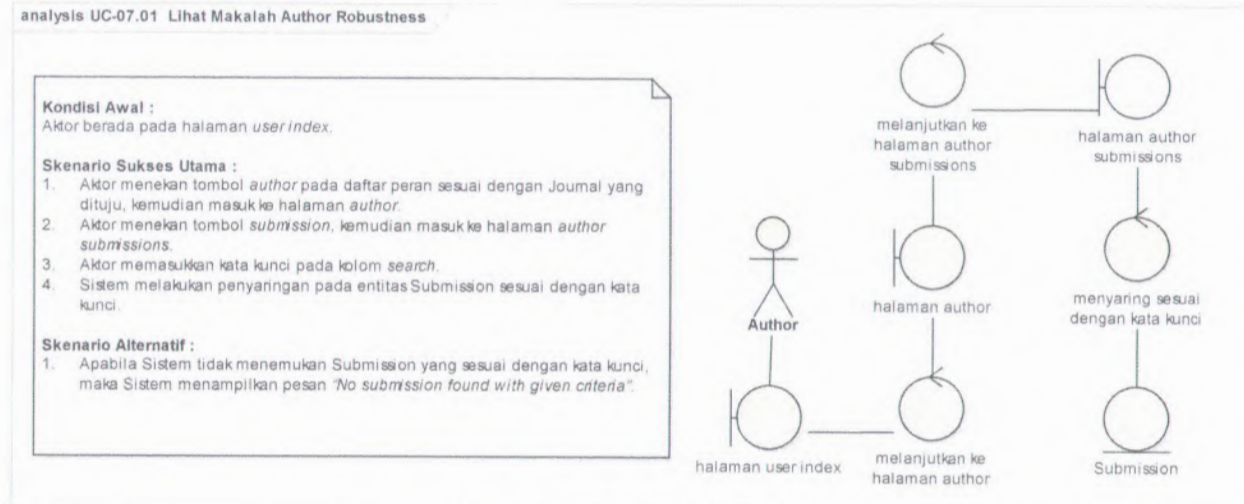 analysis UC-07.01 Lihat Makalah Author Robustness
Kondisi Awal :
Aktor berada pada halaman user index.
Skenario Sukses Utama :
1. Aktor menekan tombol author pada daftar peran sesuai dengan Journal yang
dituju, kemudian masuk ke halaman author.
2. Aktor menekan tombol submission, kemudian masuk ke halaman author
submissions.
3. Aktor memasukkan kata kunci pada kolom search.
4. Sistem melakukan penyaringan pada entitas Submission sesuai dengan kata
kunci.
Skenario Alternatif :
1. Apabila Sistem tidak menemukan Submission yang sesuai dengan kata kunci,
maka Sistem menampilkan pesan "No submission found with given criteria".
Author
halaman user index
melanjutkan ke
halaman author
halaman author
melanjutkan ke
halaman author
submissions
halaman author
submissions
menyaring sesuai
dengan kata kunci
Submission